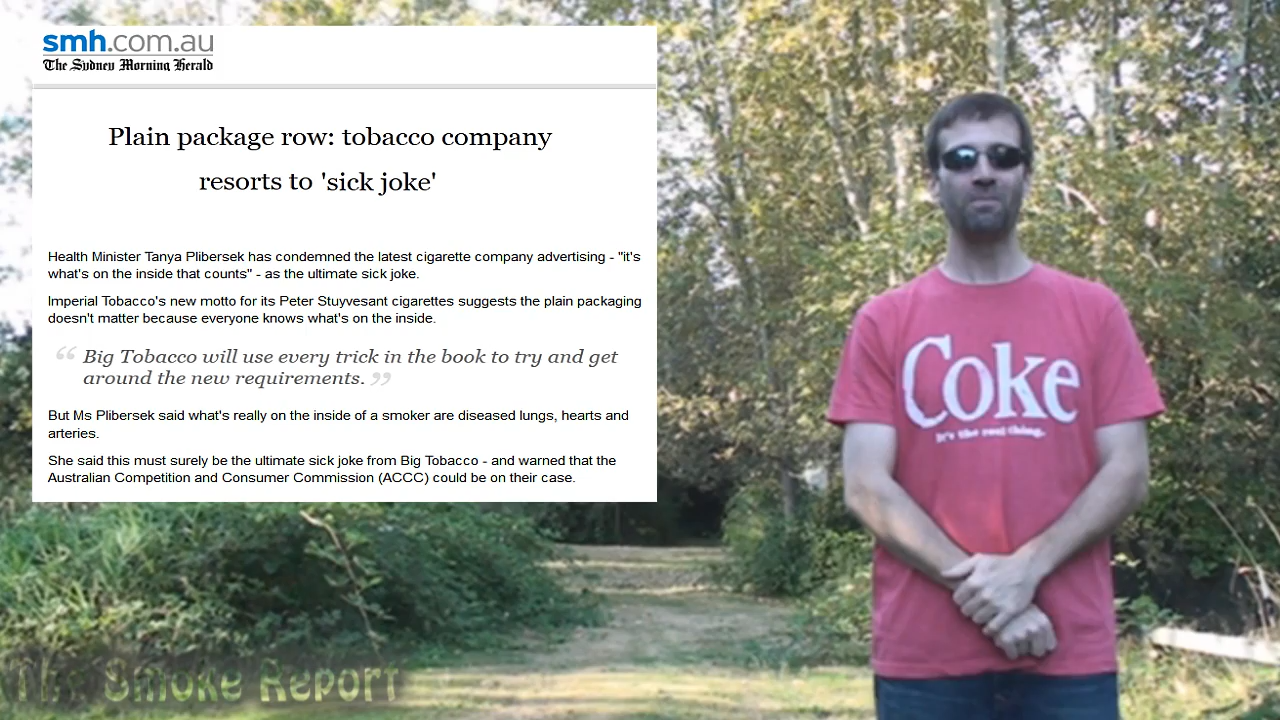 smh.com.au
The Sydney Morning Herald
Plain package row: tobacco company
resorts to 'sick joke'
Health Minister Tanya Plibersek has condemned the latest cigarette company advertising - "it's
what's on the inside that counts" - as the ultimate sick joke.
Imperial Tobacco's new motto for its Peter Stuyvesant cigarettes suggests the plain packaging
doesn't matter because everyone knows what's on the inside.
“ Big Tobacco will use every trick in the book to try and get
around the new requirements. ”
But Ms Plibersek said what's really on the inside of a smoker are diseased lungs, hearts and
arteries.
She said this must surely be the ultimate sick joke from Big Tobacco - and warned that the
Australian Competition and Consumer Commission (ACCC) could be on their case.
Coke
It's the real thing.
The Smoke Report